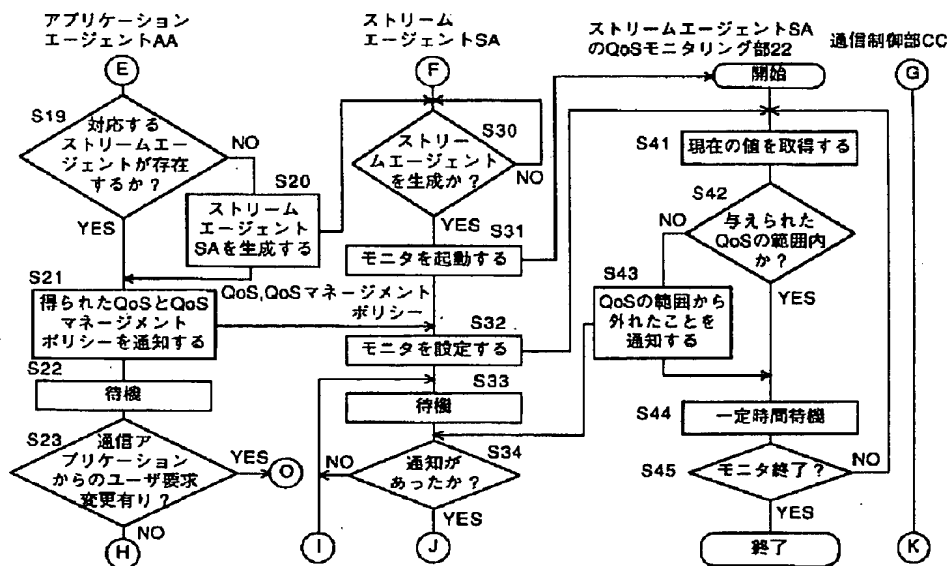 アプリケーション
エージェントAA
E
S19
対応する
ストリームエー
ジェントが存在
するか？
NO
YES
S20
ストリーム
エージェント
SAを生成する
S21
得られたQoSとQoS
マネージメント
ポリシーを通知する
QoS,QoSマネージメント
ポリシー
S22
待機
S23
通信ア
プリケーション
からのユーザ要求
変更有り？
YES
O
NO
H
ストリーム
エージェントSA
F
S30
ストリー
ムエージェント
を生成か？
NO
YES
S31
モニタを起動する
S32
モニタを設定する
S33
待機
S34
通知が
あったか？
NO
YES
I
J
ストリームエージェントSA
のQoSモニタリング部22
開始
S41
現在の値を取得する
S42
与えられた
QoSの範囲内
か？
NO
YES
S43
QoSの範囲から
外れたことを
通知する
S44
一定時間待機
S45
モニタ終了？
NO
YES
終了
通信制御部CC
G
K